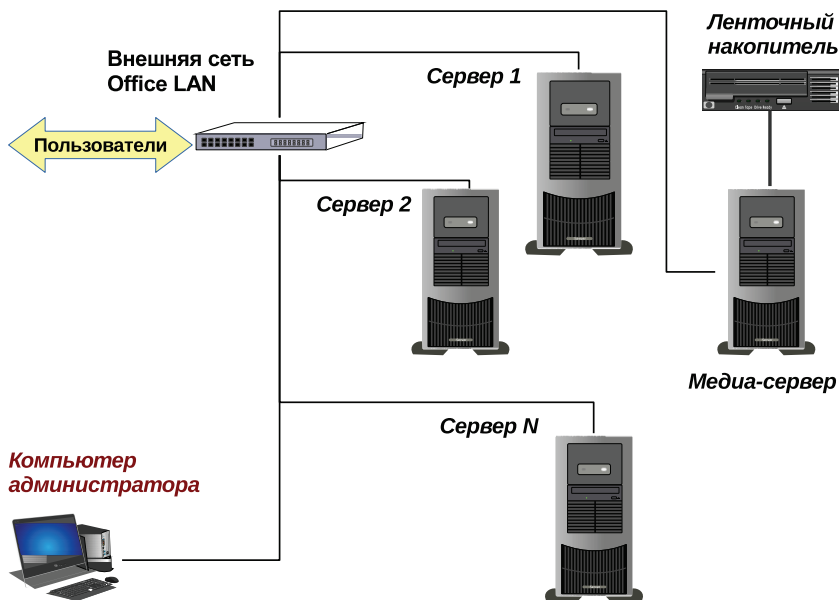 Ленточный
накопитель
Внешняя сеть
Office LAN
Сервер 1
Пользователи
Сервер 2
Медиа-сервер
Сервер N
Компьютер
администратора